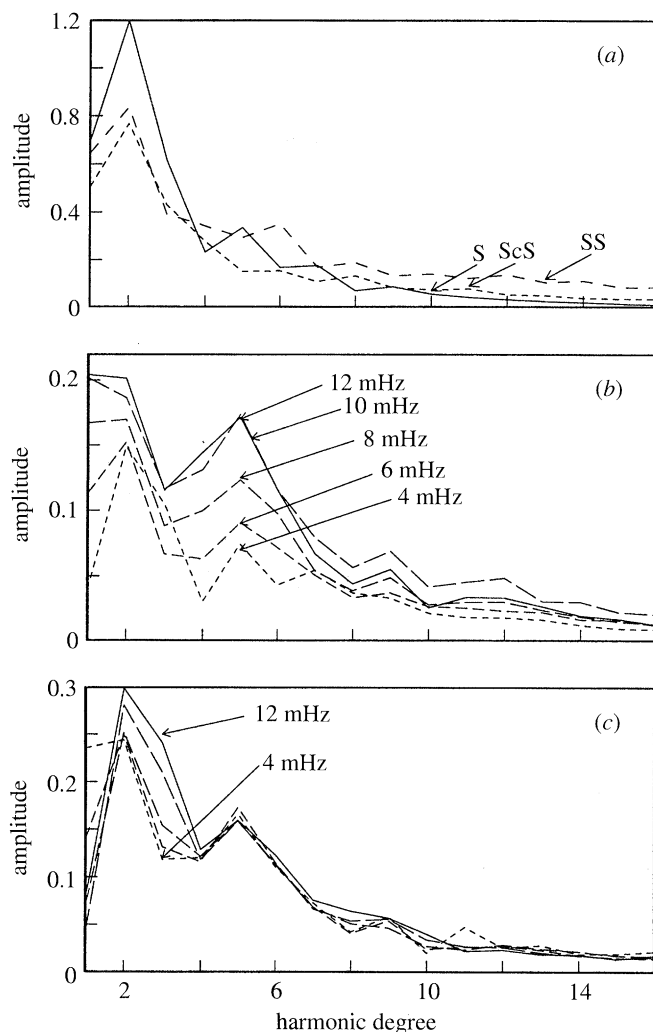 1.2
(a)
0.8
amplitude
0.4
S
ScS
SS
0
0.2
(b)
12 mHz
10 mHz
8 mHz
amplitude
6 mHz
0.1
4 mHz
0
0.3
(c)
12 mHz
4 mHz
0.2
amplitude
0.1
0
2
6
10
14
harmonic degree